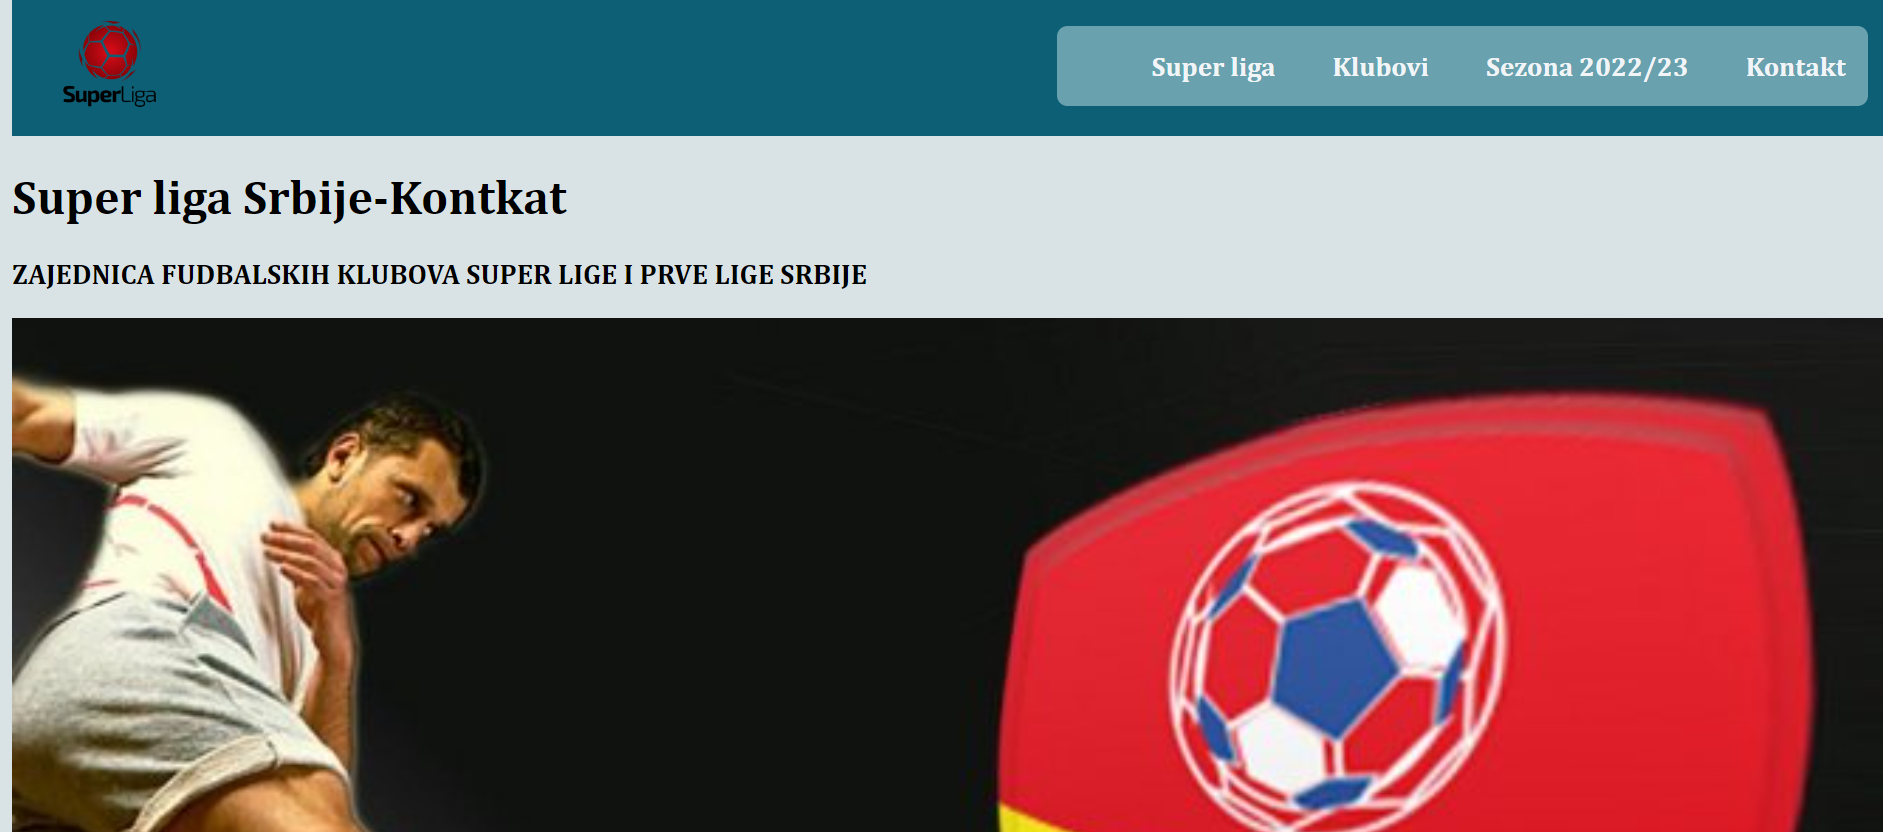 SuperLiga
Super liga Klubovi Sezona 2022/23 Kontakt
Super liga Srbije-Kontkat
ZAJEDNICA FUDBALSKIH KLUBOVA SUPER LIGE I PRVE LIGE SRBIJE